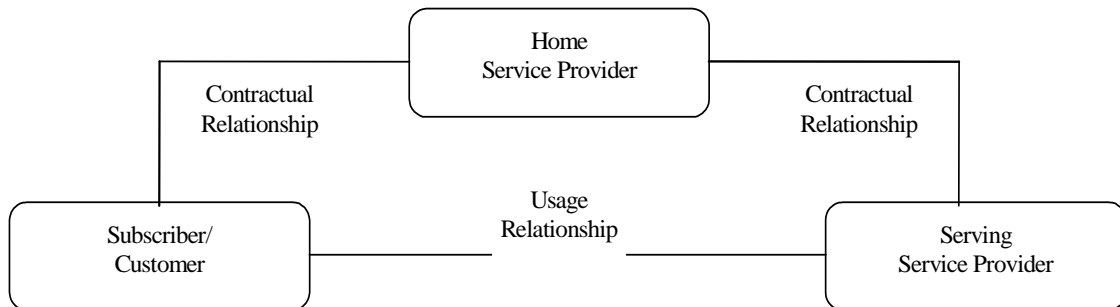 Home
Service Provider
Contractual
Relationship
Contractual
Relationship
Usage
Relationship
Subscriber/
Customer
Serving
Service Provider